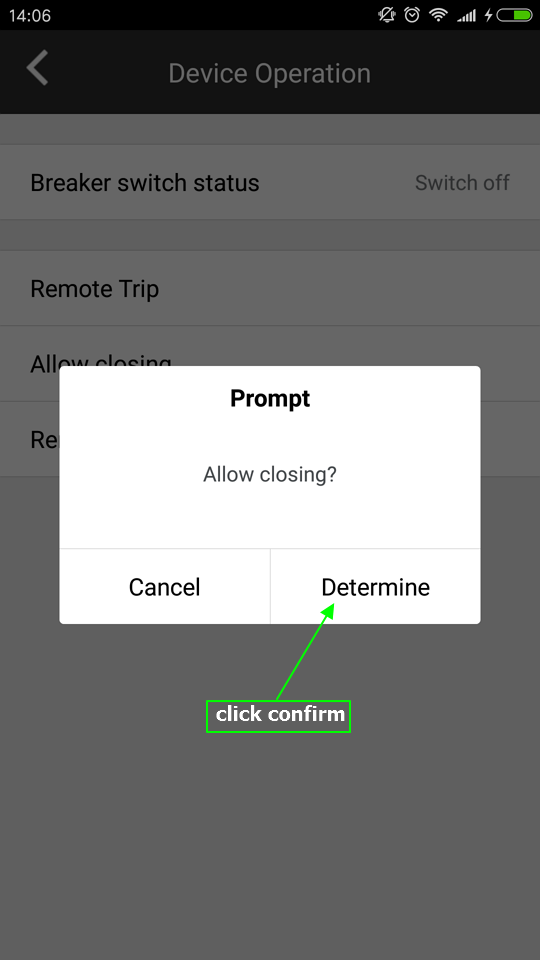 14:06
Device Operation
Breaker switch status Switch off
Remote Trip
Allow closing
Re
Prompt
Allow closing?
Cancel Determine
click confirm